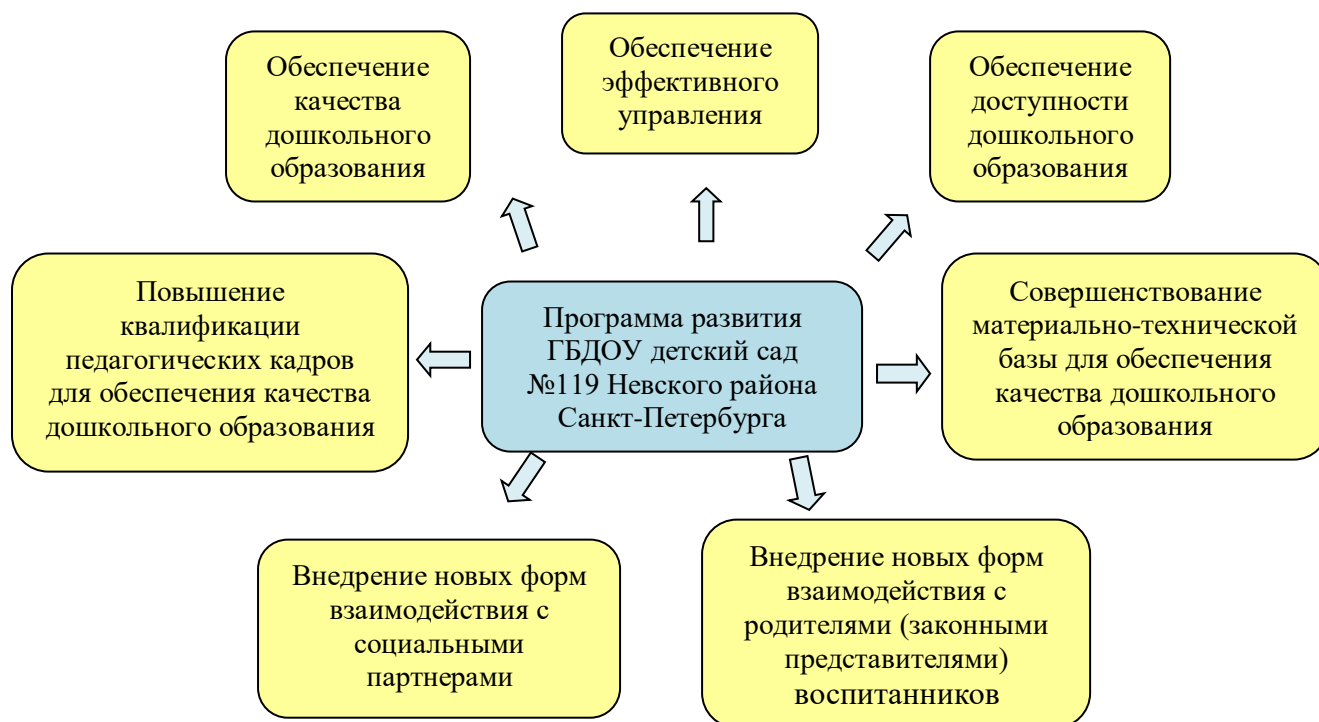 Обеспечение
качества
дошкольного
образования
Обеспечение
эффективного
управления
Обеспечение
доступности
дошкольного
образования
Повышение
квалификации
педагогических кадров
для обеспечения качества
дошкольного образования
Программа развития
ГБДОУ детский сад
№119 Невского района
Санкт-Петербурга
Совершенствование
материально-технической
базы для обеспечения
качества дошкольного
образования
Внедрение новых форм
взаимодействия с
социальными
партнерами
Внедрение новых форм
взаимодействия с
родителями (законными
представителями)
воспитанников